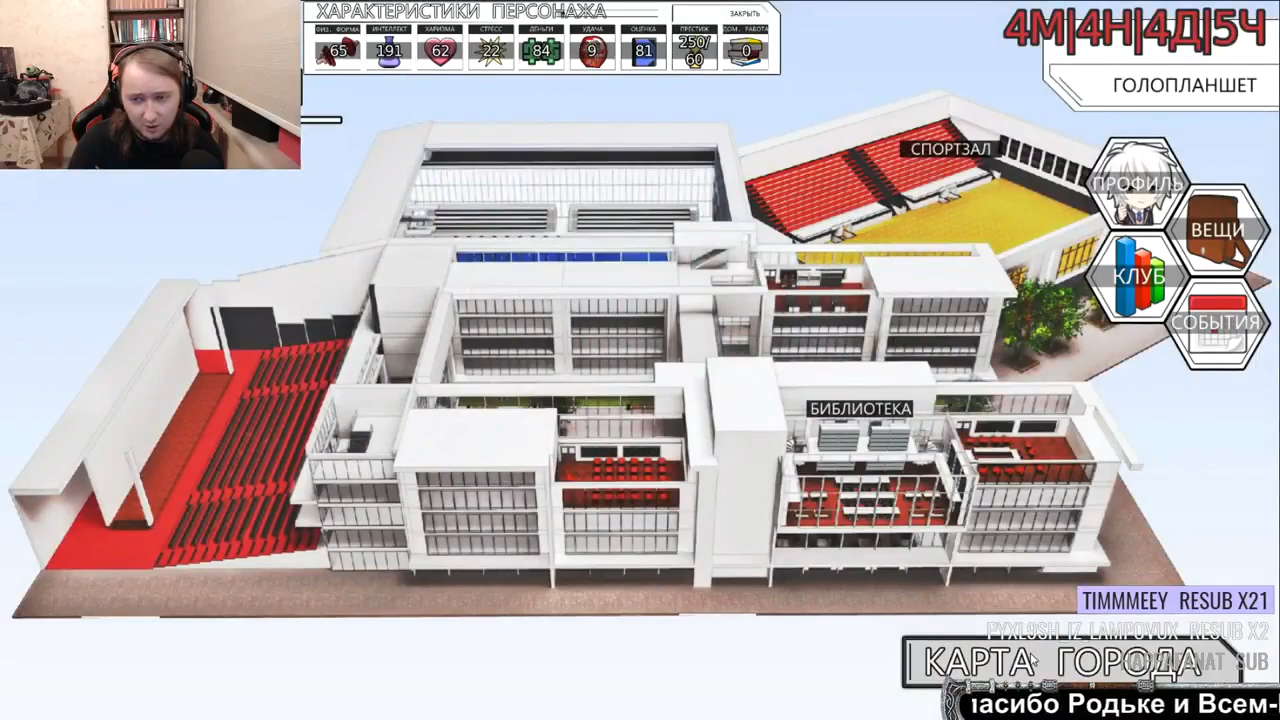 ХАРАКТЕРИСТИКИ ПЕРСОНАЖА
ЗАКРЫТЬ
ФИЗ. ФОРМА ИНТЕЛЛЕКТ ХАРИЗМА СТРЕСС ДЕНЬГИ УДАЧА ОЦЕНКА ПРЕСТИЖ ДОМ. РАБОТА
65 191 62 22 84 9 81 250/60 0
4М|4Н|4Д|5Ч
ГОЛОПЛАНШЕТ
СПОРТЗАЛ
ПРОФИЛЬ
ВЕЩИ
КЛУБ
СОБЫТИЯ
БИБЛИОТЕКА
TIMMMEEY RESUB X21
PYXL9SH_IZ_LAMPOVUX RESUB X2
SUB
КАРТА ГОРОДА
Родьке и Всем